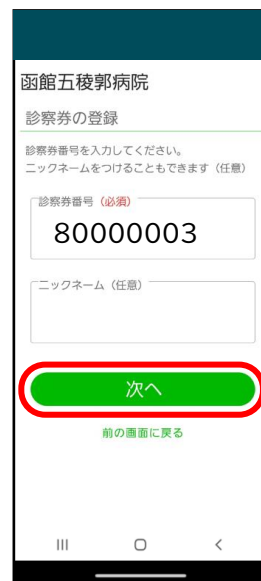 函館五稜郭病院
診察券の登録
診察券番号を入力してください。
ニックネームをつけることもできます（任意）
診察券番号（必須）
80000003
ニックネーム（任意）
次へ
前の画面に戻る